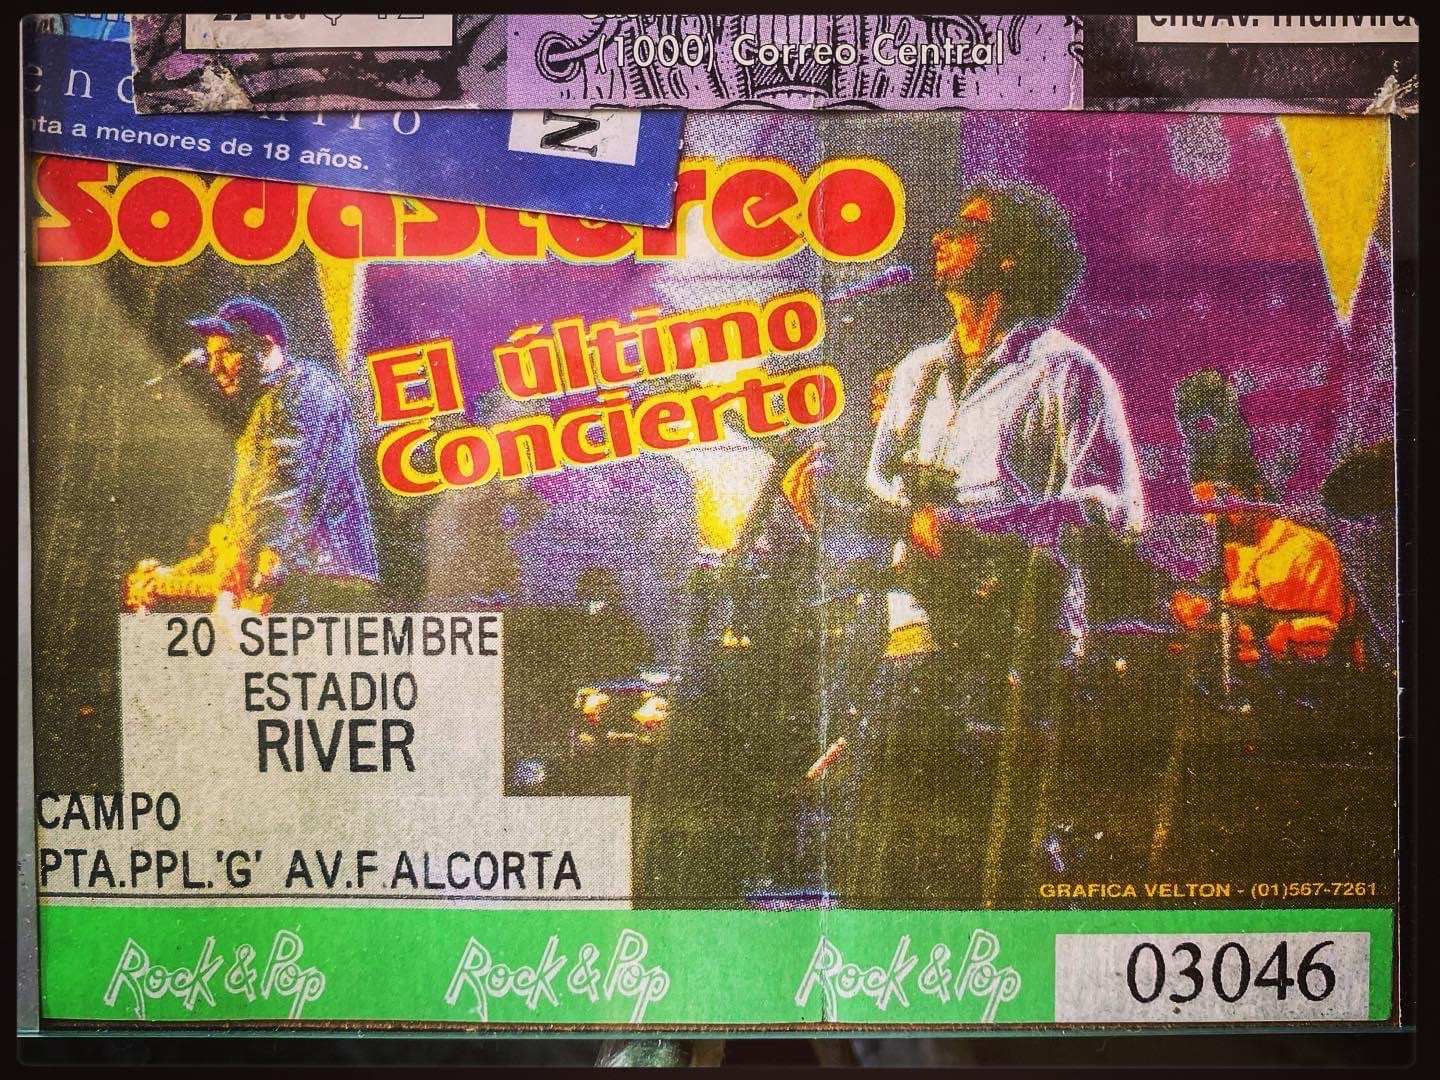 (1000) Correo Central
nta a menores de 18 años.
Sodastereo
El último
Concierto
20 SEPTIEMBRE
ESTADIO
RIVER
CAMPO
PTA.PPL.'G' AV.F.ALCORTA
GRAFICA VELTON - (01)567-7261
Rock & Pop Rock & Pop Rock & Pop
03046